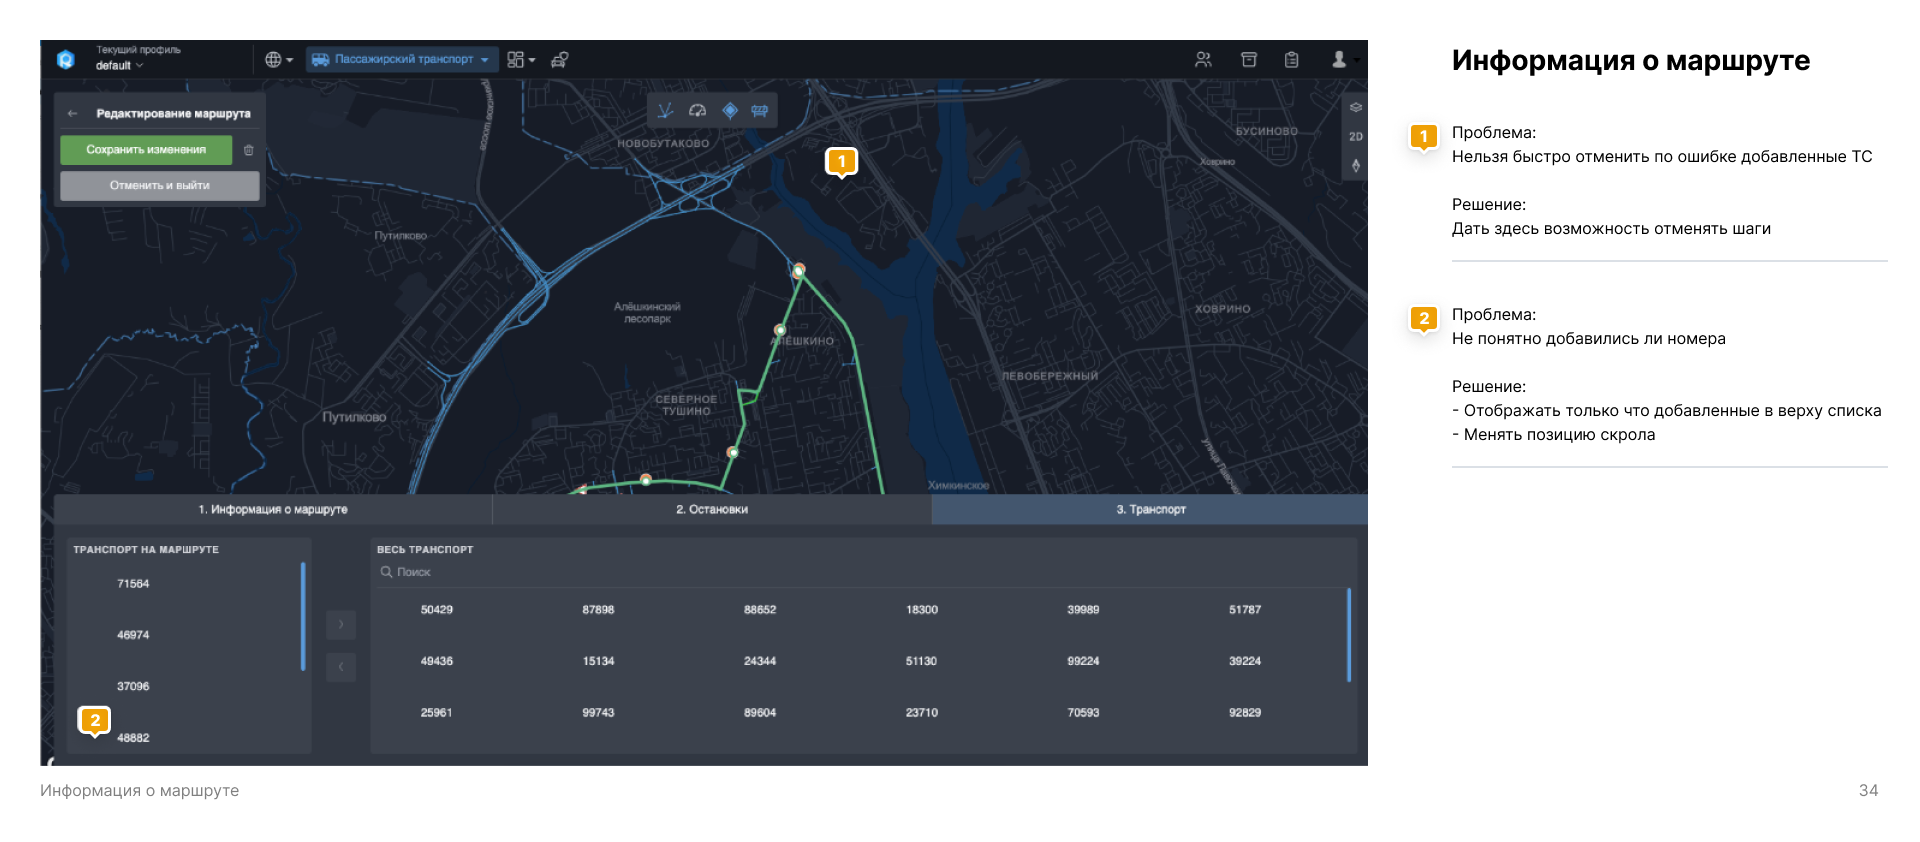 Текущий профиль
default
Пассажирский транспорт
Редактирование маршрута
Сохранить изменения
Отменить и выйти
НОВОБУТАКОВО
БУСИНОВО
Ховрино
2D
1
Путилково
Алёшкинский
лесопарк
ХОВРИНО
АЛЁШКИНО
ЛЕВОБЕРЕЖНЫЙ
СЕВЕРНОЕ
ТУШИНО
Путилково
улица
Химкинское
1. Информация о маршруте
2. Остановки
3. Транспорт
ТРАНСПОРТ НА МАРШРУТЕ
71564
46974
37096
2
48882
ВЕСЬ ТРАНСПОРТ
Поиск
50429 87898 88652 18300 39989 51787
49436 15134 24344 51130 99224 39224
25961 99743 89604 23710 70593 92829
Информация о маршруте
1
Проблема:
Нельзя быстро отменить по ошибке добавленные ТС
Решение:
Дать здесь возможность отменять шаги
2
Проблема:
Не понятно добавились ли номера
Решение:
- Отображать только что добавленные в верху списка
- Менять позицию скрола
Информация о маршруте
34